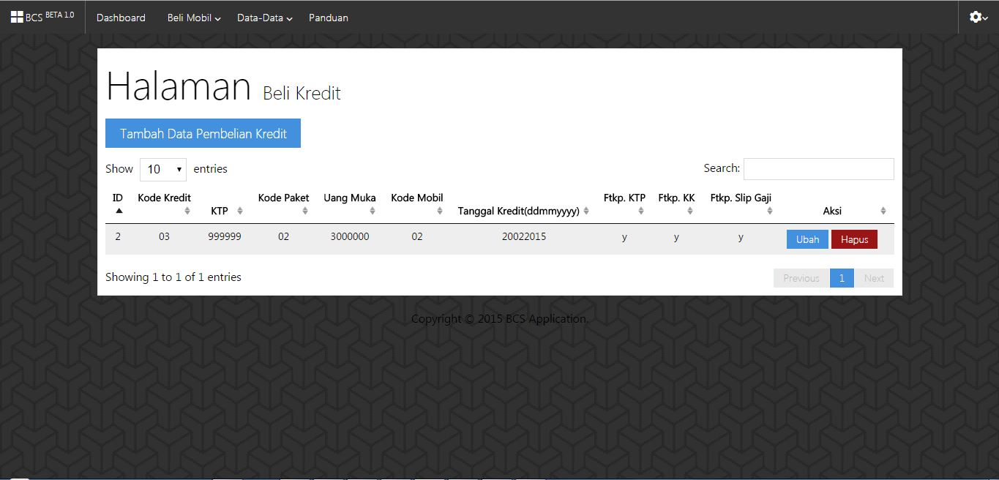 BCS BETA 1.0 Dashboard Beli Mobil Data-Data Panduan
Halaman Beli Kredit
Tambah Data Pembelian Kredit
Show 10 entries Search:
ID Kode Kredit KTP Kode Paket Uang Muka Kode Mobil Tanggal Kredit(ddmmyyyy) Ftkp. KTP Ftkp. KK Ftkp. Slip Gaji Aksi
2 03 999999 02 3000000 02 20022015 y y y Ubah Hapus
Showing 1 to 1 of 1 entries Previous 1 Next
Copyright © 2015 BCS Application.